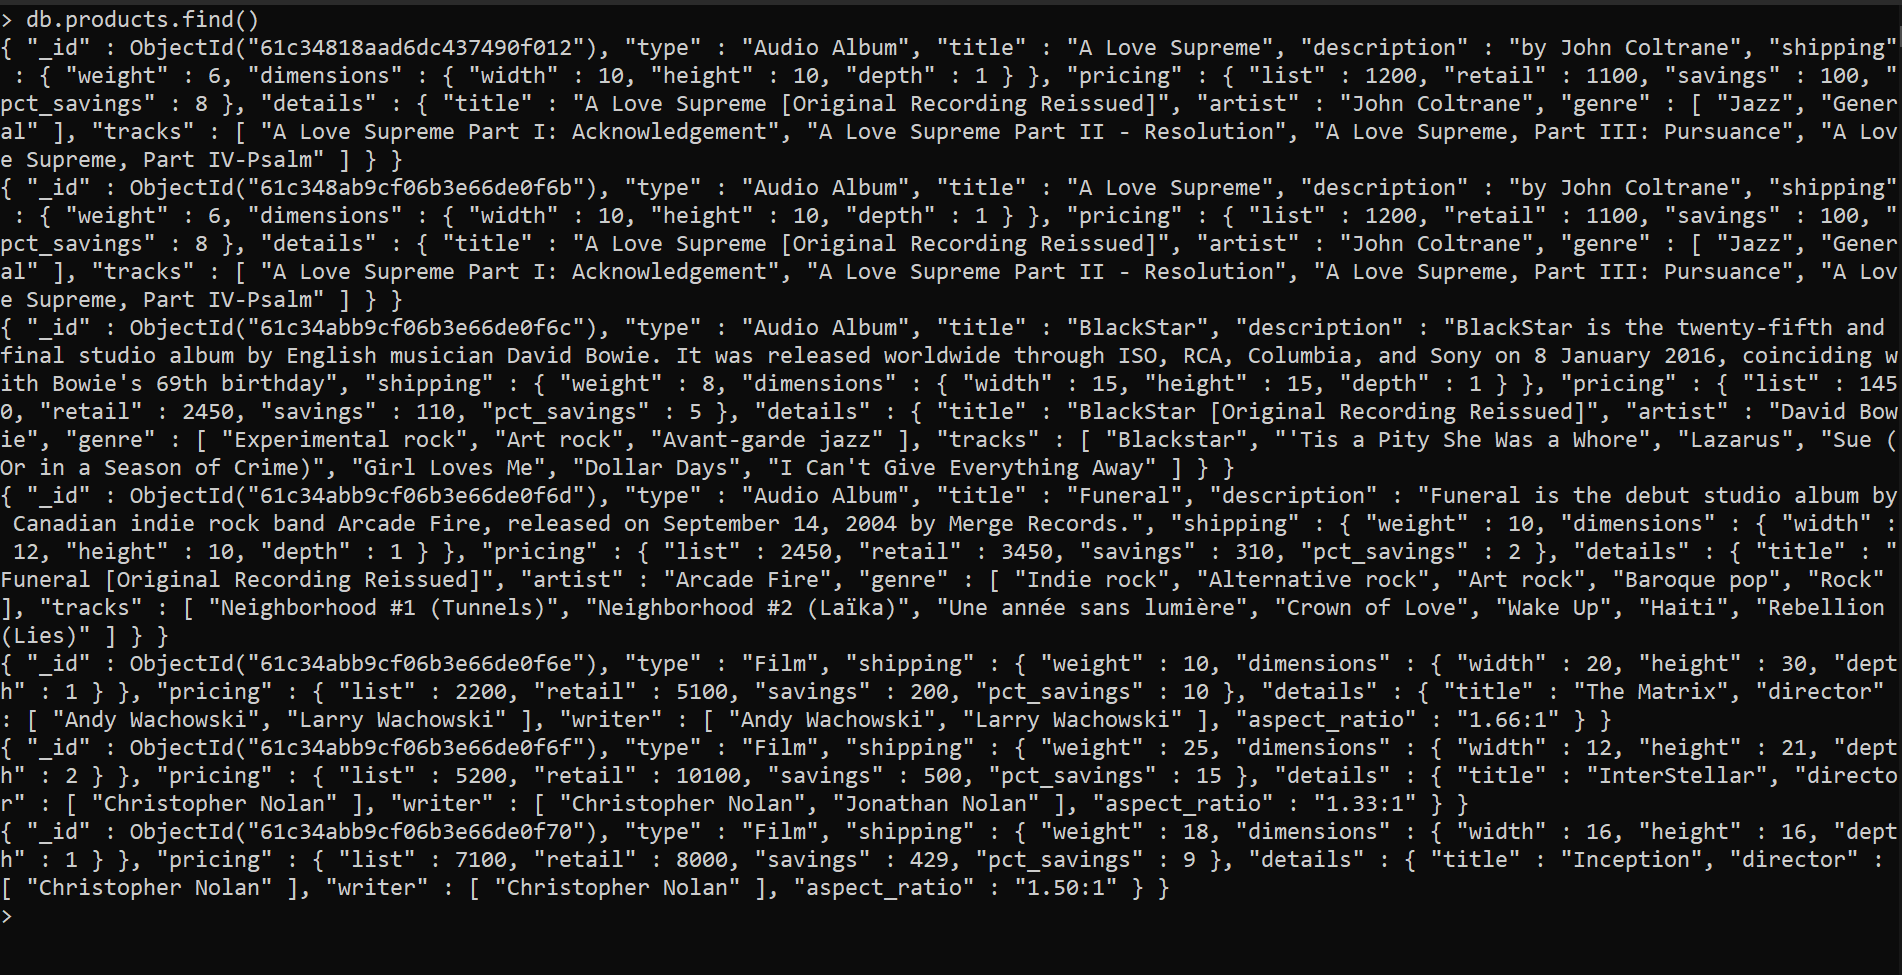 > db.products.find()
{ "_id" : ObjectId("61c34818aad6dc437490f012"), "type" : "Audio Album", "title" : "A Love Supreme", "description" : "by John Coltrane", "shipping"
 : { "weight" : 6, "dimensions" : { "width" : 10, "height" : 10, "depth" : 1 } }, "pricing" : { "list" : 1200, "retail" : 1100, "savings" : 100, "
pct_savings" : 8 }, "details" : { "title" : "A Love Supreme [Original Recording Reissued]", "artist" : "John Coltrane", "genre" : [ "Jazz", "Gener
al" ], "tracks" : [ "A Love Supreme Part I: Acknowledgement", "A Love Supreme Part II - Resolution", "A Love Supreme, Part III: Pursuance", "A Lov
e Supreme, Part IV-Psalm" ] } }
{ "_id" : ObjectId("61c348ab9cf06b3e66de0f6b"), "type" : "Audio Album", "title" : "A Love Supreme", "description" : "by John Coltrane", "shipping"
 : { "weight" : 6, "dimensions" : { "width" : 10, "height" : 10, "depth" : 1 } }, "pricing" : { "list" : 1200, "retail" : 1100, "savings" : 100, "
pct_savings" : 8 }, "details" : { "title" : "A Love Supreme [Original Recording Reissued]", "artist" : "John Coltrane", "genre" : [ "Jazz", "Gener
al" ], "tracks" : [ "A Love Supreme Part I: Acknowledgement", "A Love Supreme Part II - Resolution", "A Love Supreme, Part III: Pursuance", "A Lov
e Supreme, Part IV-Psalm" ] } }
{ "_id" : ObjectId("61c34abb9cf06b3e66de0f6c"), "type" : "Audio Album", "title" : "BlackStar", "description" : "BlackStar is the twenty-fifth and
final studio album by English musician David Bowie. It was released worldwide through ISO, RCA, Columbia, and Sony on 8 January 2016, coinciding w
ith Bowie's 69th birthday", "shipping" : { "weight" : 8, "dimensions" : { "width" : 15, "height" : 15, "depth" : 1 } }, "pricing" : { "list" : 145
0, "retail" : 2450, "savings" : 110, "pct_savings" : 5 }, "details" : { "title" : "BlackStar [Original Recording Reissued]", "artist" : "David Bow
ie", "genre" : [ "Experimental rock", "Art rock", "Avant-garde jazz" ], "tracks" : [ "Blackstar", "'Tis a Pity She Was a Whore", "Lazarus", "Sue (
Or in a Season of Crime)", "Girl Loves Me", "Dollar Days", "I Can't Give Everything Away" ] } }
{ "_id" : ObjectId("61c34abb9cf06b3e66de0f6d"), "type" : "Audio Album", "title" : "Funeral", "description" : "Funeral is the debut studio album by
 Canadian indie rock band Arcade Fire, released on September 14, 2004 by Merge Records.", "shipping" : { "weight" : 10, "dimensions" : { "width" :
 12, "height" : 10, "depth" : 1 } }, "pricing" : { "list" : 2450, "retail" : 3450, "savings" : 310, "pct_savings" : 2 }, "details" : { "title" : "
Funeral [Original Recording Reissued]", "artist" : "Arcade Fire", "genre" : [ "Indie rock", "Alternative rock", "Art rock", "Baroque pop", "Rock"
], "tracks" : [ "Neighborhood #1 (Tunnels)", "Neighborhood #2 (Laïka)", "Une année sans lumière", "Crown of Love", "Wake Up", "Haiti", "Rebellion
(Lies)" ] } }
{ "_id" : ObjectId("61c34abb9cf06b3e66de0f6e"), "type" : "Film", "shipping" : { "weight" : 10, "dimensions" : { "width" : 20, "height" : 30, "dept
h" : 1 } }, "pricing" : { "list" : 2200, "retail" : 5100, "savings" : 200, "pct_savings" : 10 }, "details" : { "title" : "The Matrix", "director"
: [ "Andy Wachowski", "Larry Wachowski" ], "writer" : [ "Andy Wachowski", "Larry Wachowski" ], "aspect_ratio" : "1.66:1" } }
{ "_id" : ObjectId("61c34abb9cf06b3e66de0f6f"), "type" : "Film", "shipping" : { "weight" : 25, "dimensions" : { "width" : 12, "height" : 21, "dept
h" : 2 } }, "pricing" : { "list" : 5200, "retail" : 10100, "savings" : 500, "pct_savings" : 15 }, "details" : { "title" : "InterStellar", "directo
r" : [ "Christopher Nolan" ], "writer" : [ "Christopher Nolan", "Jonathan Nolan" ], "aspect_ratio" : "1.33:1" } }
{ "_id" : ObjectId("61c34abb9cf06b3e66de0f70"), "type" : "Film", "shipping" : { "weight" : 18, "dimensions" : { "width" : 16, "height" : 16, "dept
h" : 1 } }, "pricing" : { "list" : 7100, "retail" : 8000, "savings" : 429, "pct_savings" : 9 }, "details" : { "title" : "Inception", "director" :
[ "Christopher Nolan" ], "writer" : [ "Christopher Nolan" ], "aspect_ratio" : "1.50:1" } }
>